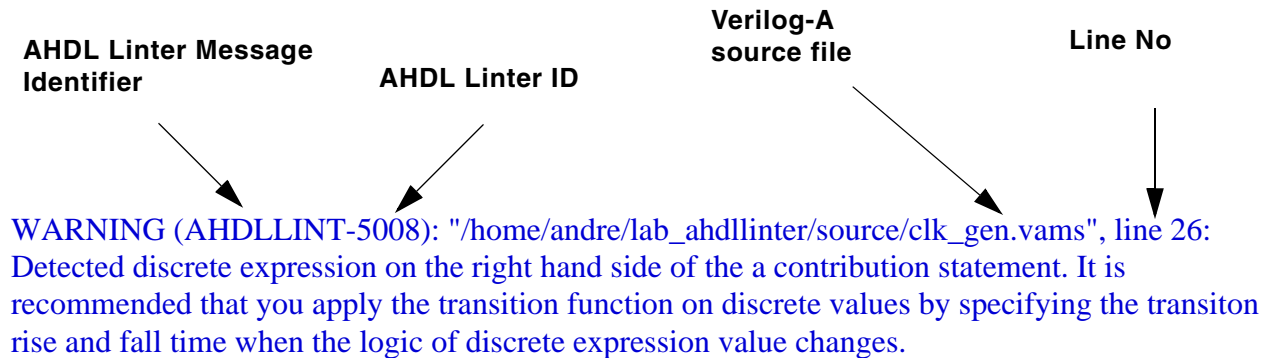 AHDL Linter Message
Identifier
AHDL Linter ID
Verilog-A
source file
Line No
WARNING (AHDLLINT-5008): "/home/andre/lab_ahdllinter/source/clk_gen.vams", line 26:
Detected discrete expression on the right hand side of the a contribution statement. It is
recommended that you apply the transition function on discrete values by specifying the transiton
rise and fall time when the logic of discrete expression value changes.